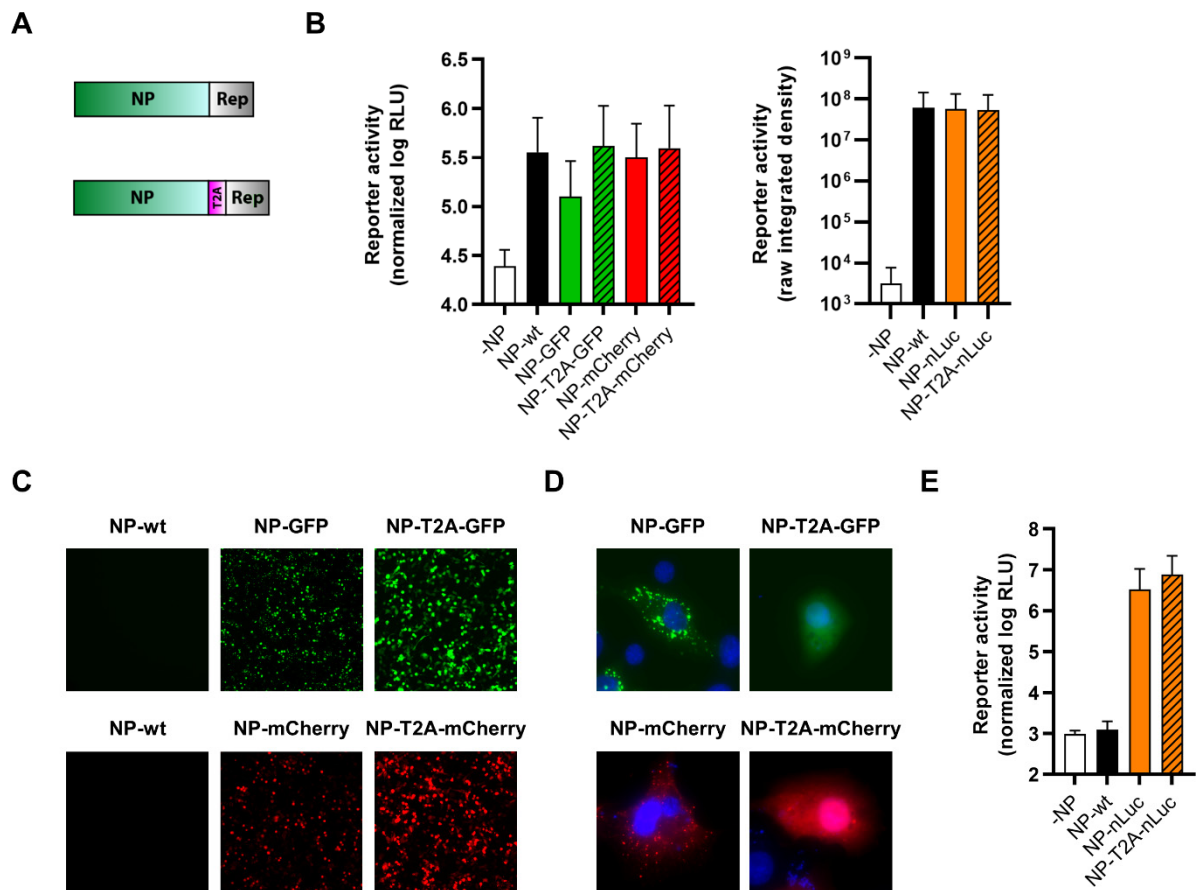 A
NP Rep
NP T2A Rep
B
Reporter activity
(normalized log RLU)
6.5
6.0
5.5
5.0
4.5
4.0
-NP
NP-wt
NP-GFP
NP-T2A-GFP
NP-mCherry
NP-T2A-mCherry
Reporter activity
(raw integrated density)
10⁹
10⁸
10⁷
10⁶
10⁵
10⁴
10³
-NP
NP-wt
NP-nLuc
NP-T2A-nLuc
C
NP-wt NP-GFP NP-T2A-GFP
NP-wt NP-mCherry NP-T2A-mCherry
D
NP-GFP NP-T2A-GFP
NP-mCherry NP-T2A-mCherry
E
Reporter activity
(normalized log RLU)
8
7
6
5
4
3
2
-NP
NP-wt
NP-nLuc
NP-T2A-nLuc